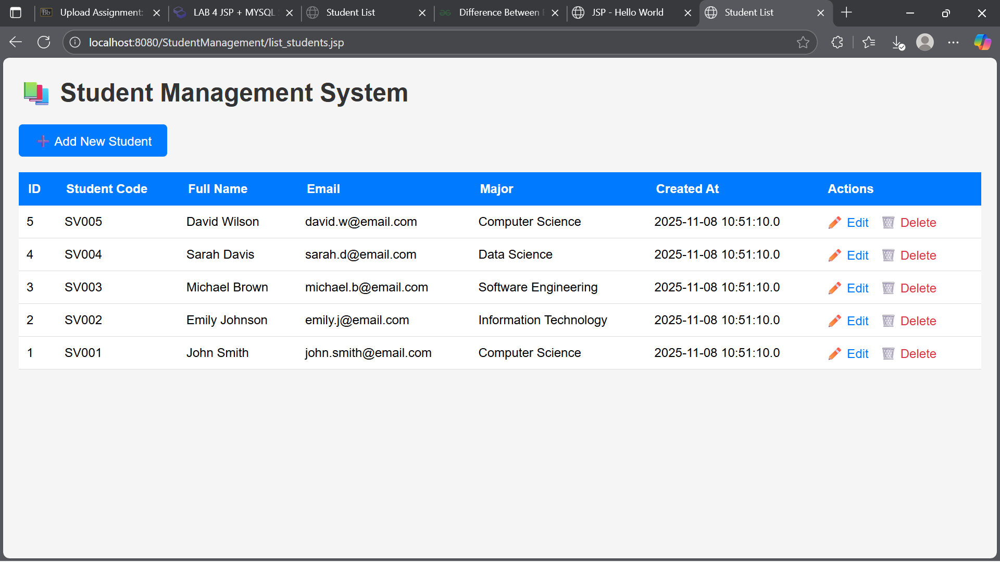 Upload Assignment: LAB 4 JSP + MYSQL Student List Difference Between JSP - Hello World Student List
localhost:8080/StudentManagement/list_students.jsp
Student Management System
Add New Student
ID Student Code Full Name Email Major Created At Actions
5 SV005 David Wilson david.w@email.com Computer Science 2025-11-08 10:51:10.0 Edit Delete
4 SV004 Sarah Davis sarah.d@email.com Data Science 2025-11-08 10:51:10.0 Edit Delete
3 SV003 Michael Brown michael.b@email.com Software Engineering 2025-11-08 10:51:10.0 Edit Delete
2 SV002 Emily Johnson emily.j@email.com Information Technology 2025-11-08 10:51:10.0 Edit Delete
1 SV001 John Smith john.smith@email.com Computer Science 2025-11-08 10:51:10.0 Edit Delete